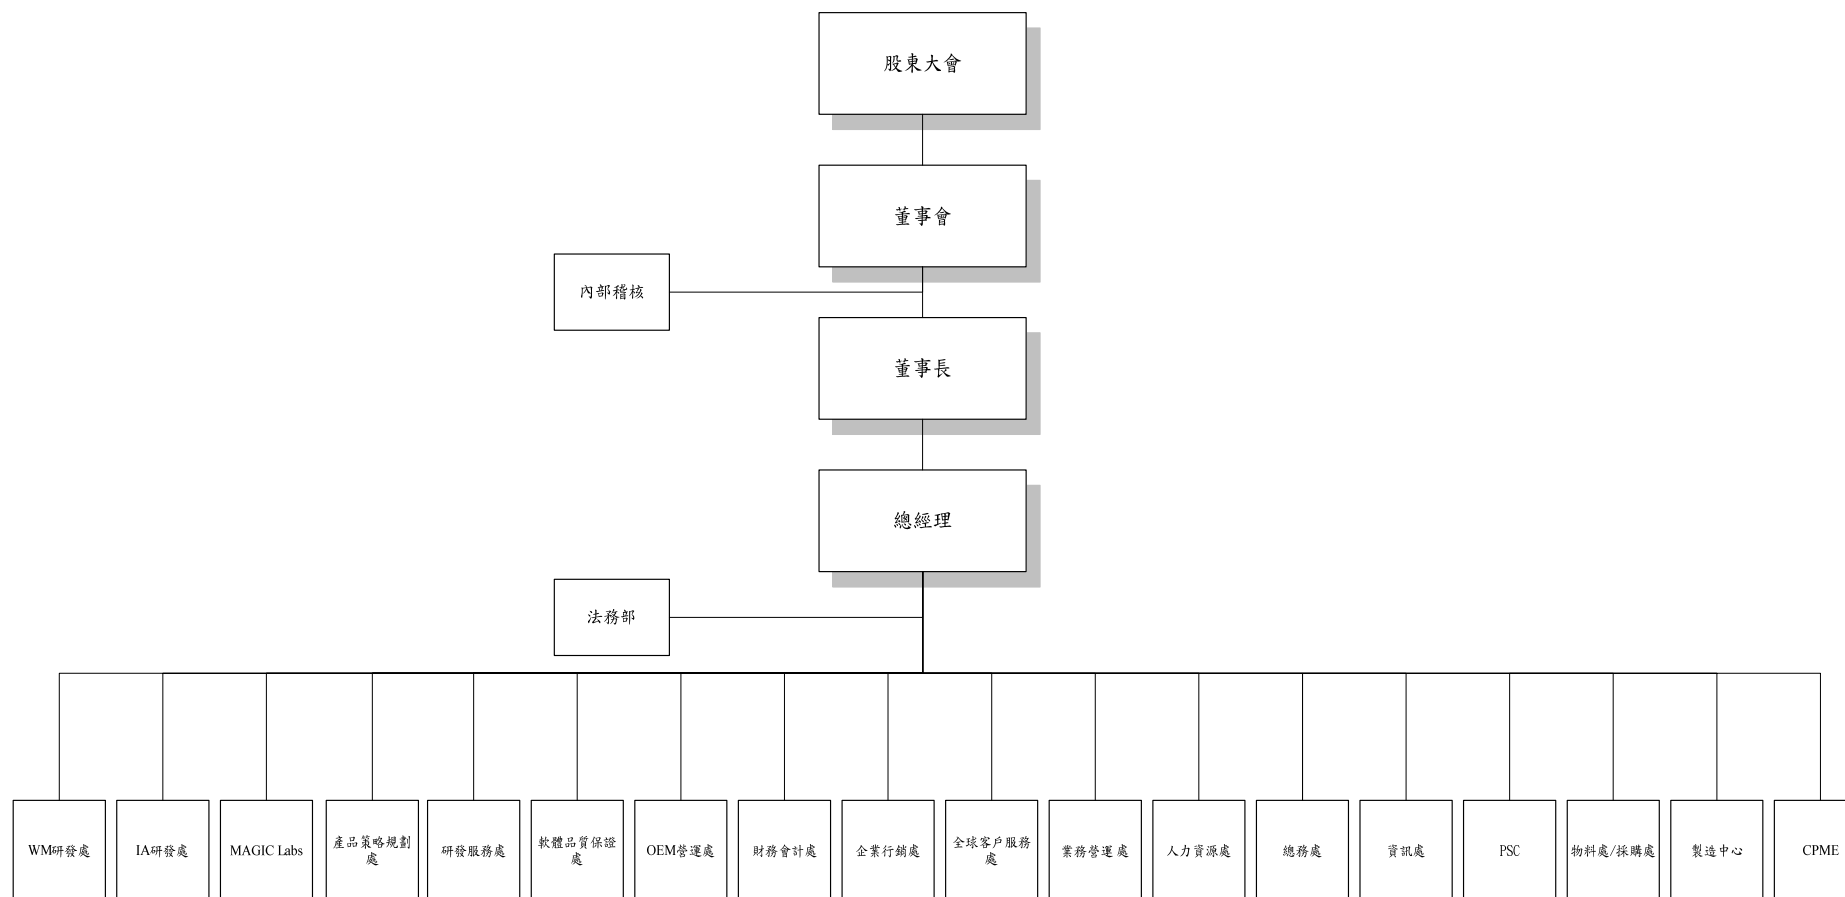 股東大會
董事會
內部稽核
董事長
總經理
法務部
WM研發處
IA研發處
MAGIC Labs
產品策略規劃
處
研發服務處
軟體品質保證
處
OEM營運處
財務會計處
企業行銷處
全球客戶服務
處
業務營運處
人力資源處
總務處
資訊處
PSC
物料處/採購處
製造中心
CPME